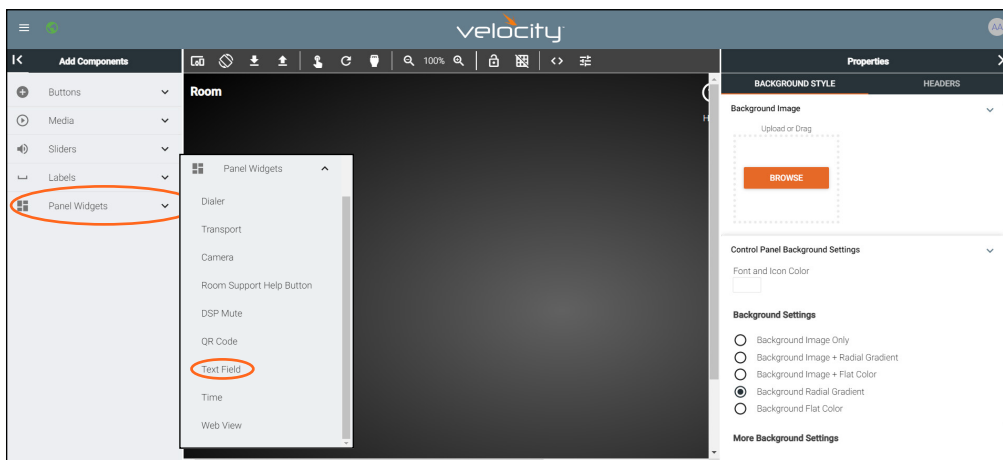 velocity
AA
Add Components
100%
Properties
Buttons
Media
Sliders
Labels
Panel Widgets
Room
H
Panel Widgets
Dialer
Transport
Camera
Room Support Help Button
DSP Mute
QR Code
Text Field
Time
Web View
BACKGROUND STYLE
HEADERS
Background Image
Upload or Drag
BROWSE
Control Panel Background Settings
Font and Icon Color
Background Settings
Background Image Only
Background Image + Radial Gradient
Background Image + Flat Color
Background Radial Gradient
Background Flat Color
More Background Settings